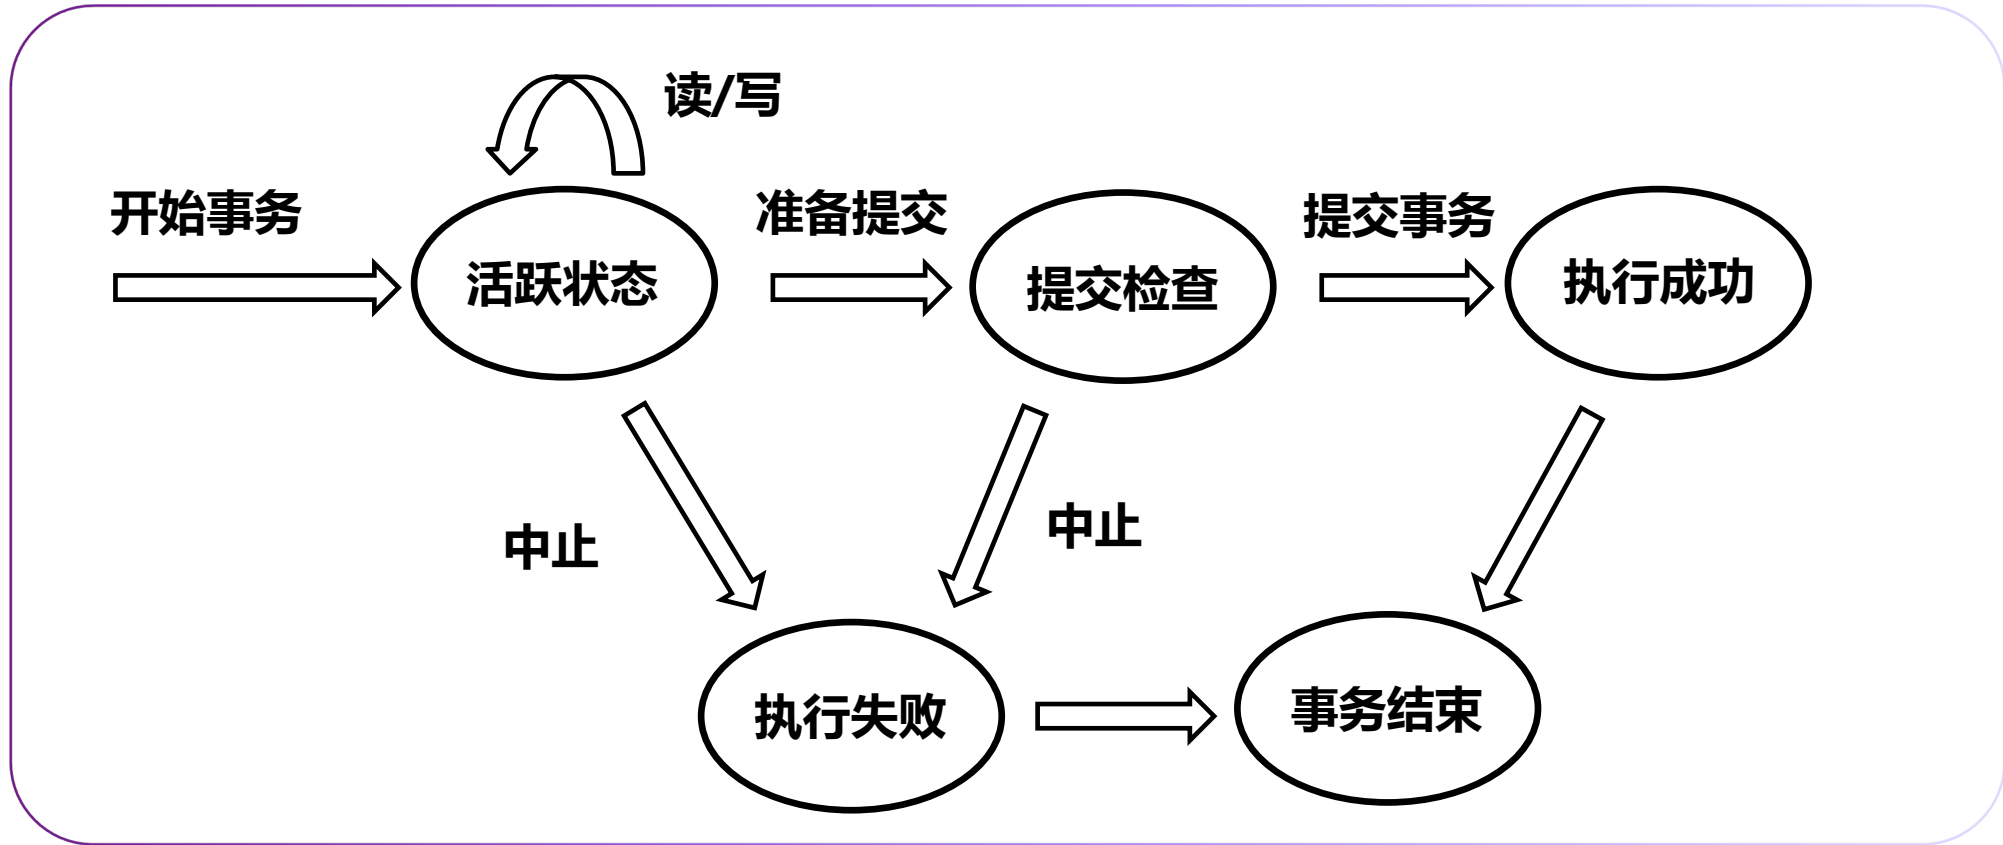 读/写
开始事务
准备提交
提交事务
活跃状态
提交检查
执行成功
中止
中止
执行失败
事务结束